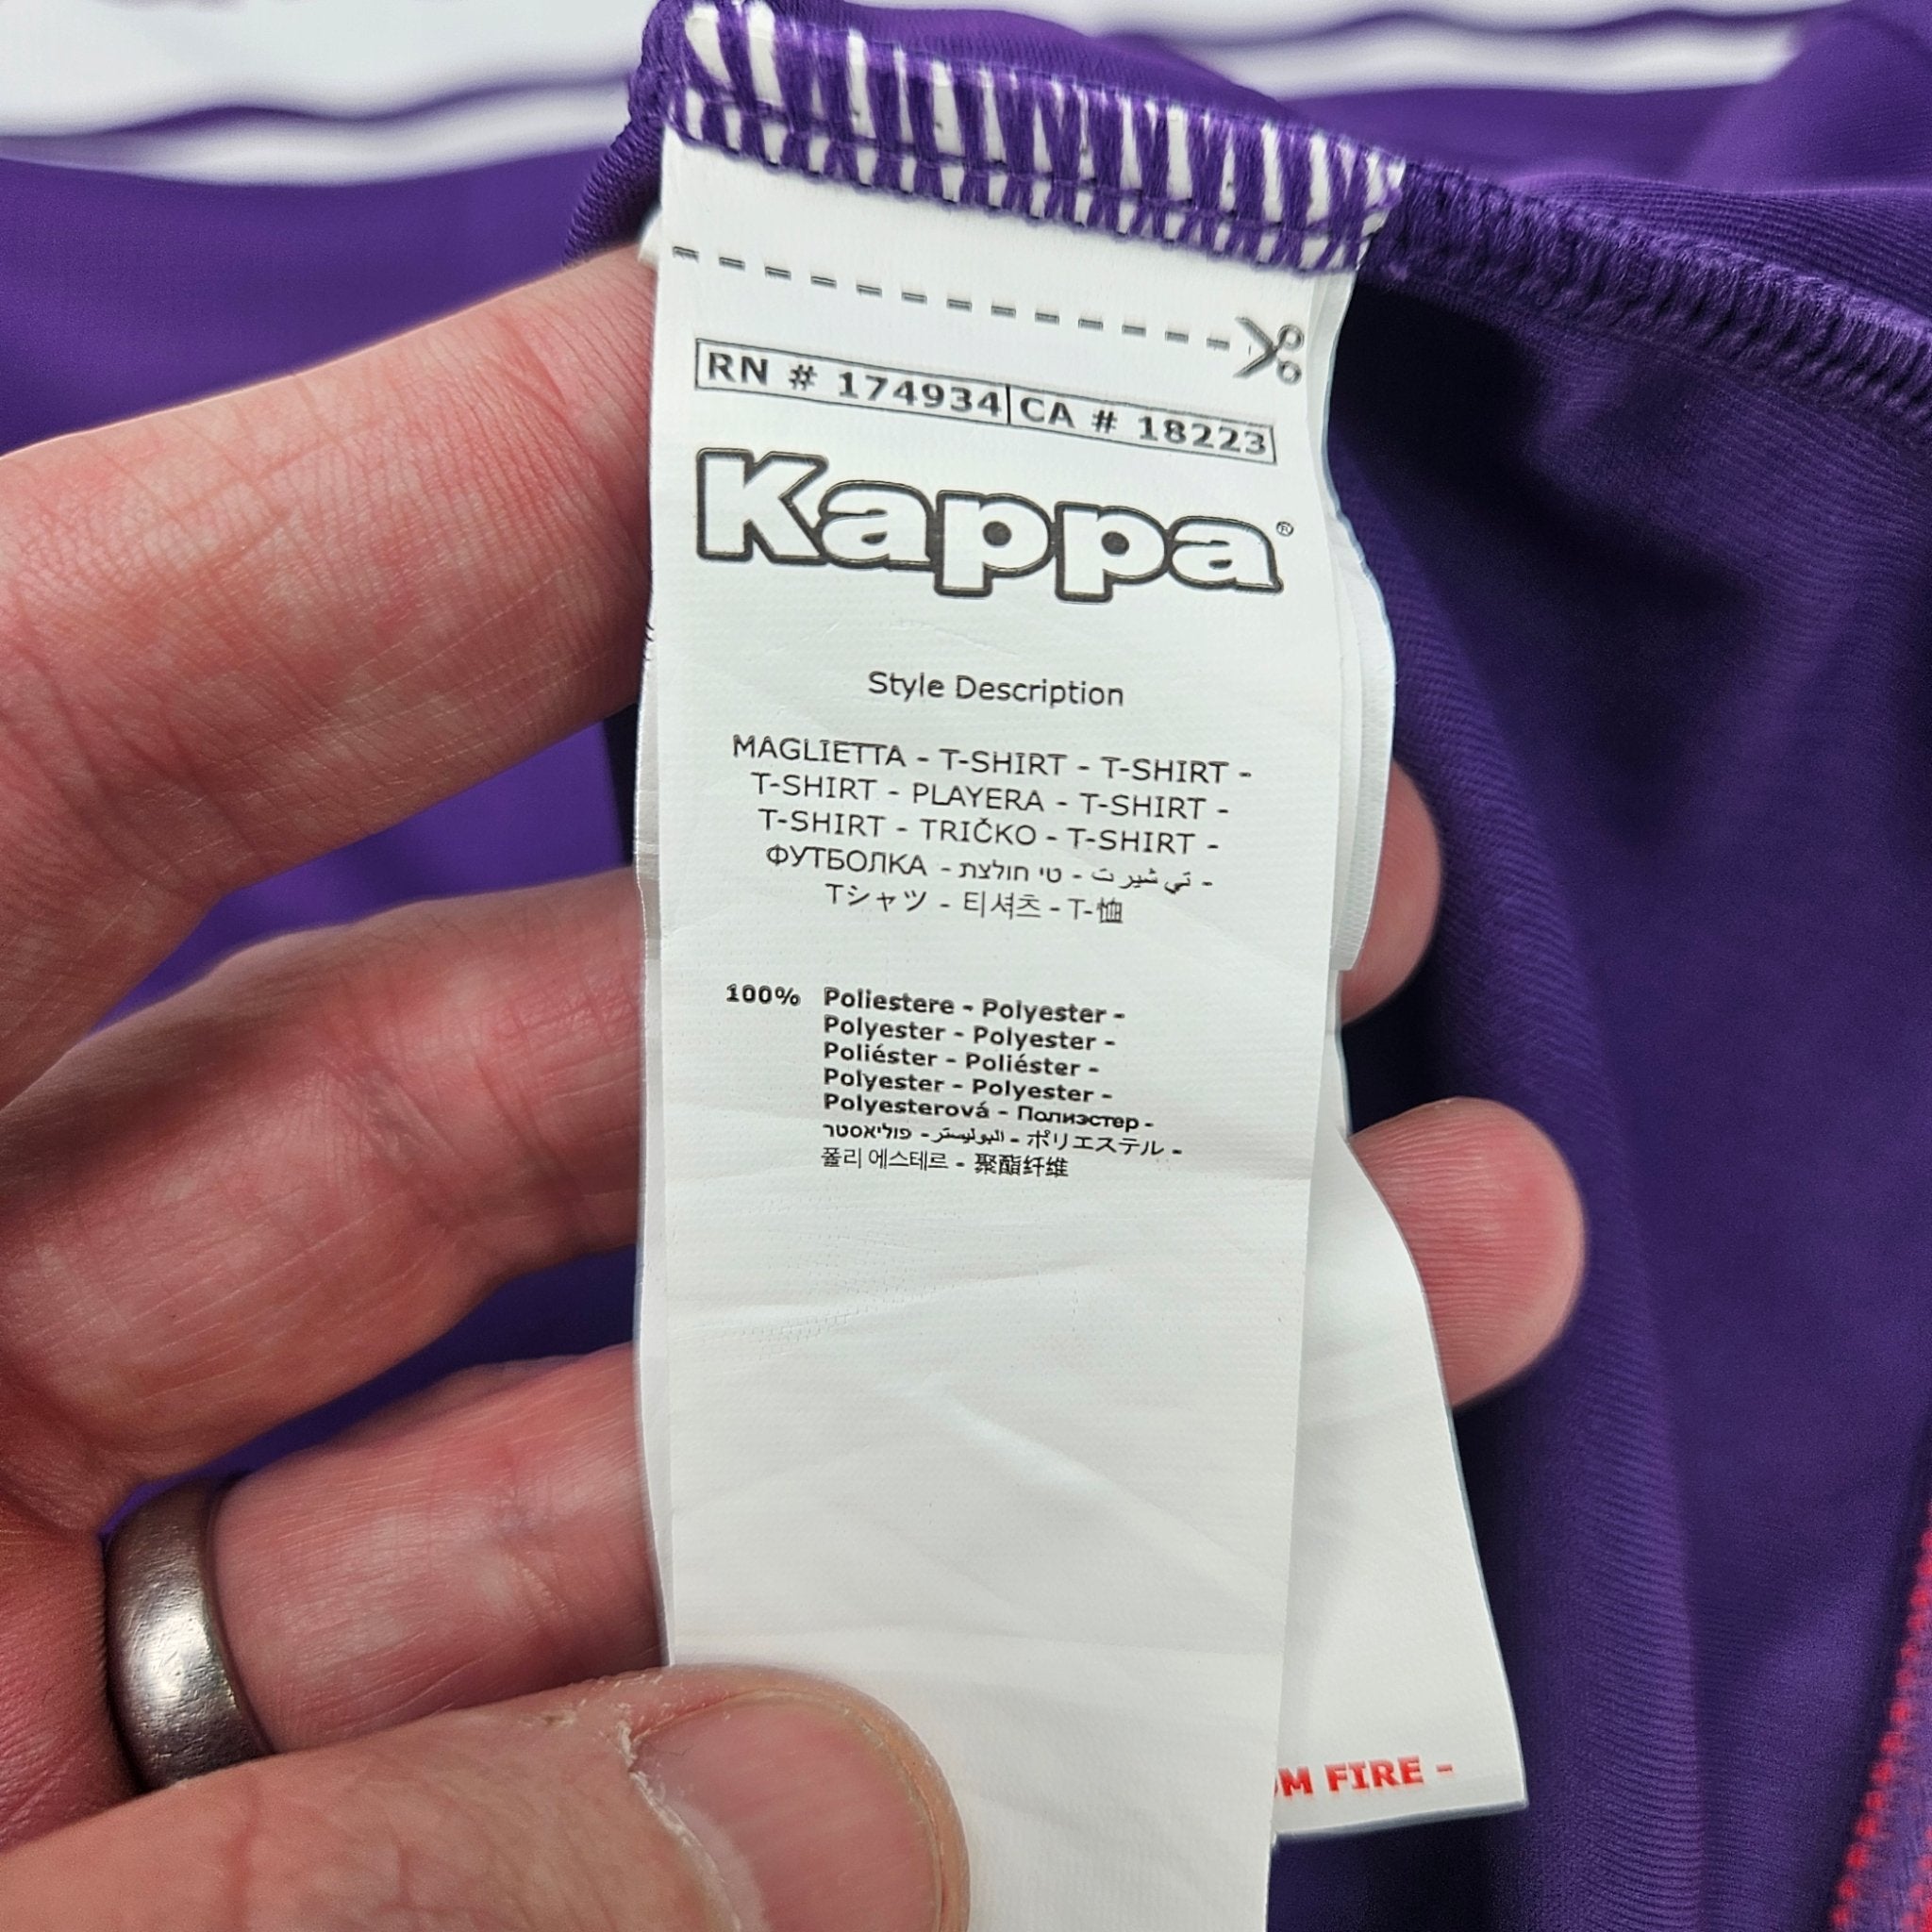 RN # 174934 CA # 18223
Kappa®
Style Description
MAGLIETTA - T-SHIRT - T-SHIRT -
T-SHIRT - PLAYERA - T-SHIRT -
T-SHIRT - TRIČKO - T-SHIRT -
ФУТБОЛКА - טי חולצת - تي شيرت -
Tシャツ - 티셔츠 - T-恤
100% Poliestere - Polyester -
Polyester - Polyester -
Poliéster - Poliéster -
Polyester - Polyester -
Polyesterová - Полиэстер -
פוליאסטר - البوليستر - ポリエステル -
폴리 에스테르 - 聚酯纤维
FIRE -